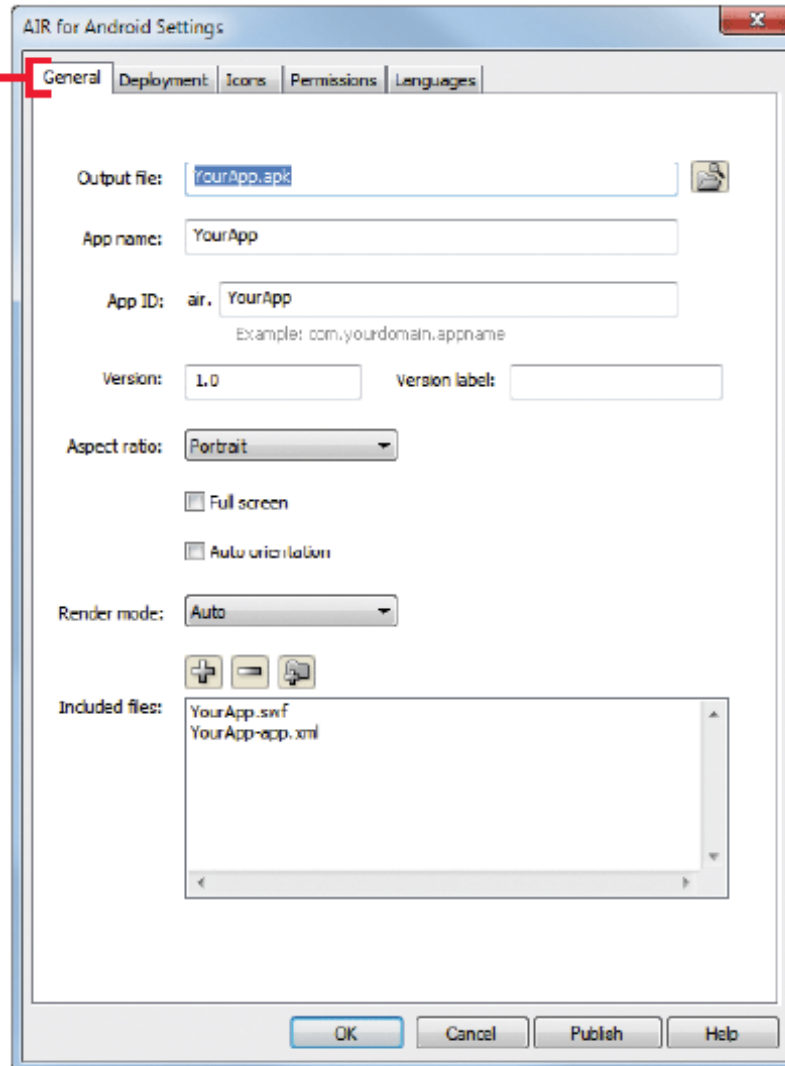 AIR for Android Settings
General Deployment Icons Permissions Languages
Output file: YourApp.apk
App name: YourApp
App ID: air. YourApp
Example: com.yourdomain.appname
Version: 1.0 Version label:
Aspect ratio: Portrait
Full screen
Auto orientation
Render mode: Auto
Included files: YourApp.swf
YourApp-app.xml
OK Cancel Publish Help